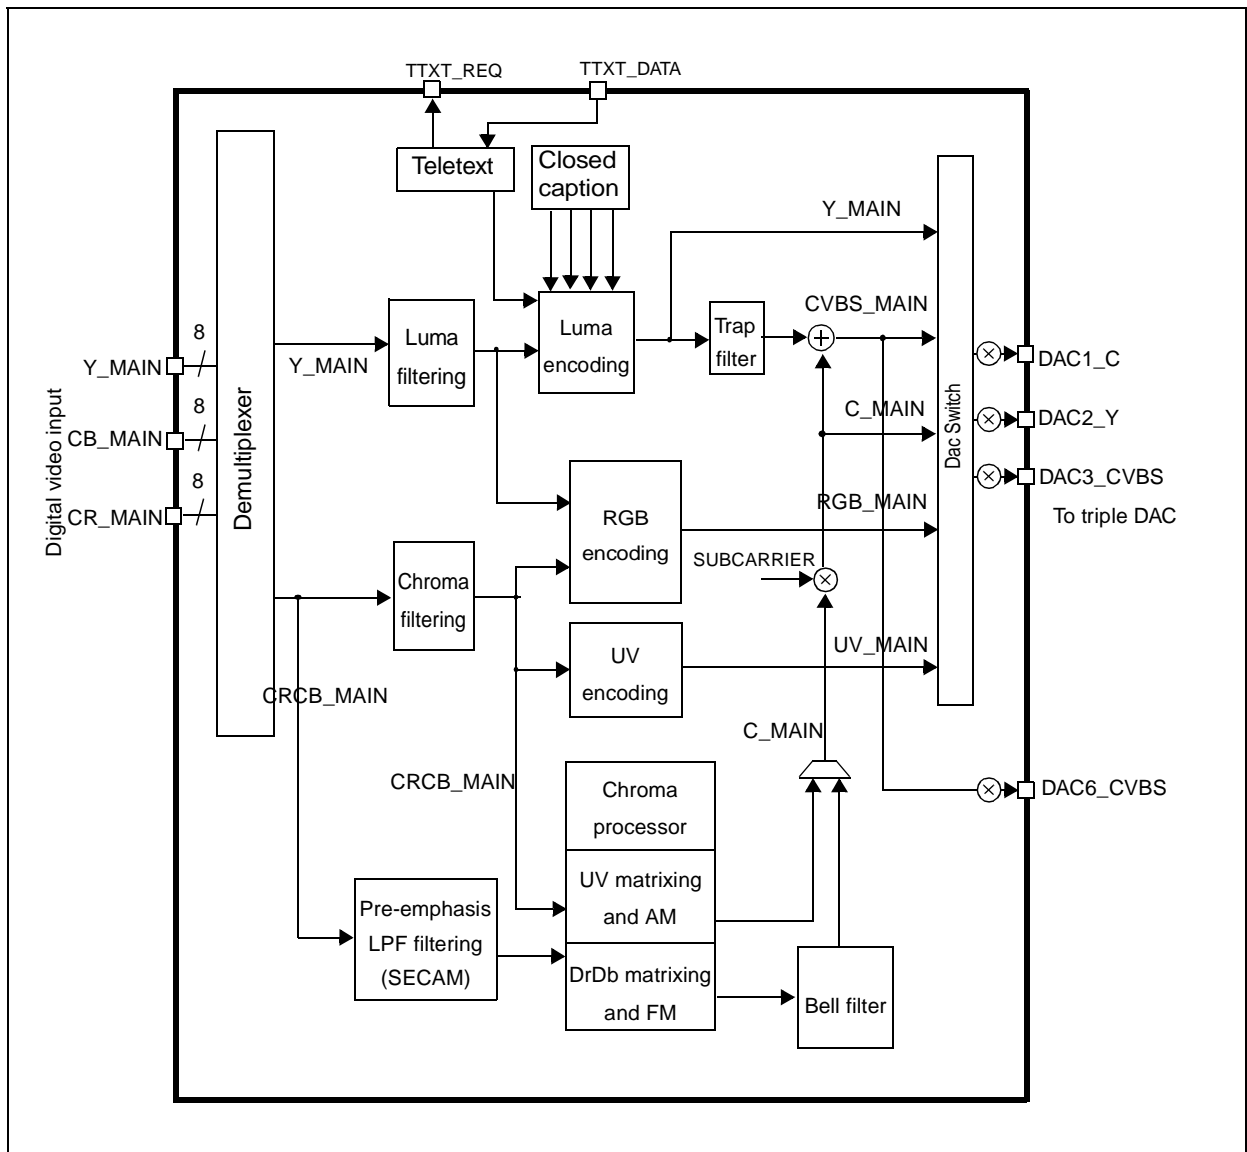 TTXT_REQ
TTXT_DATA
Teletext
Closed
caption
Y_MAIN
CVBS_MAIN
8
Y_MAIN
Y_MAIN
Luma
filtering
Luma
encoding
Trap
filter
DAC1_C
8
CB_MAIN
C_MAIN
DAC2_Y
Digital video input
Demultiplexer
Dac Switch
8
CR_MAIN
RGB_MAIN
DAC3_CVBS
To triple DAC
RGB
encoding
SUBCARRIER
Chroma
filtering
UV
encoding
UV_MAIN
CRCB_MAIN
C_MAIN
CRCB_MAIN
Chroma
processor
DAC6_CVBS
UV matrixing
and AM
Pre-emphasis
LPF filtering
(SECAM)
DrDb matrixing
and FM
Bell filter